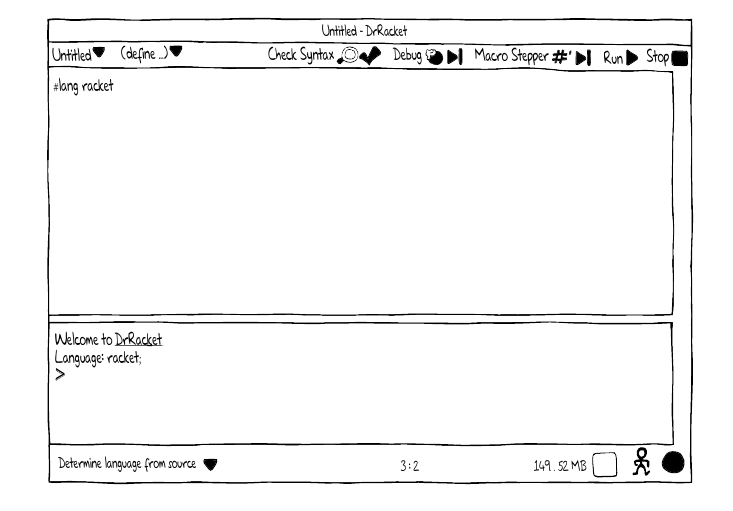 Untitled - DrRacket
Untitled (define ...) Check Syntax Debug Macro Stepper #' Run Stop
#lang racket
Welcome to DrRacket
Language: racket;
>
Determine language from source 3:2 149.52 MB